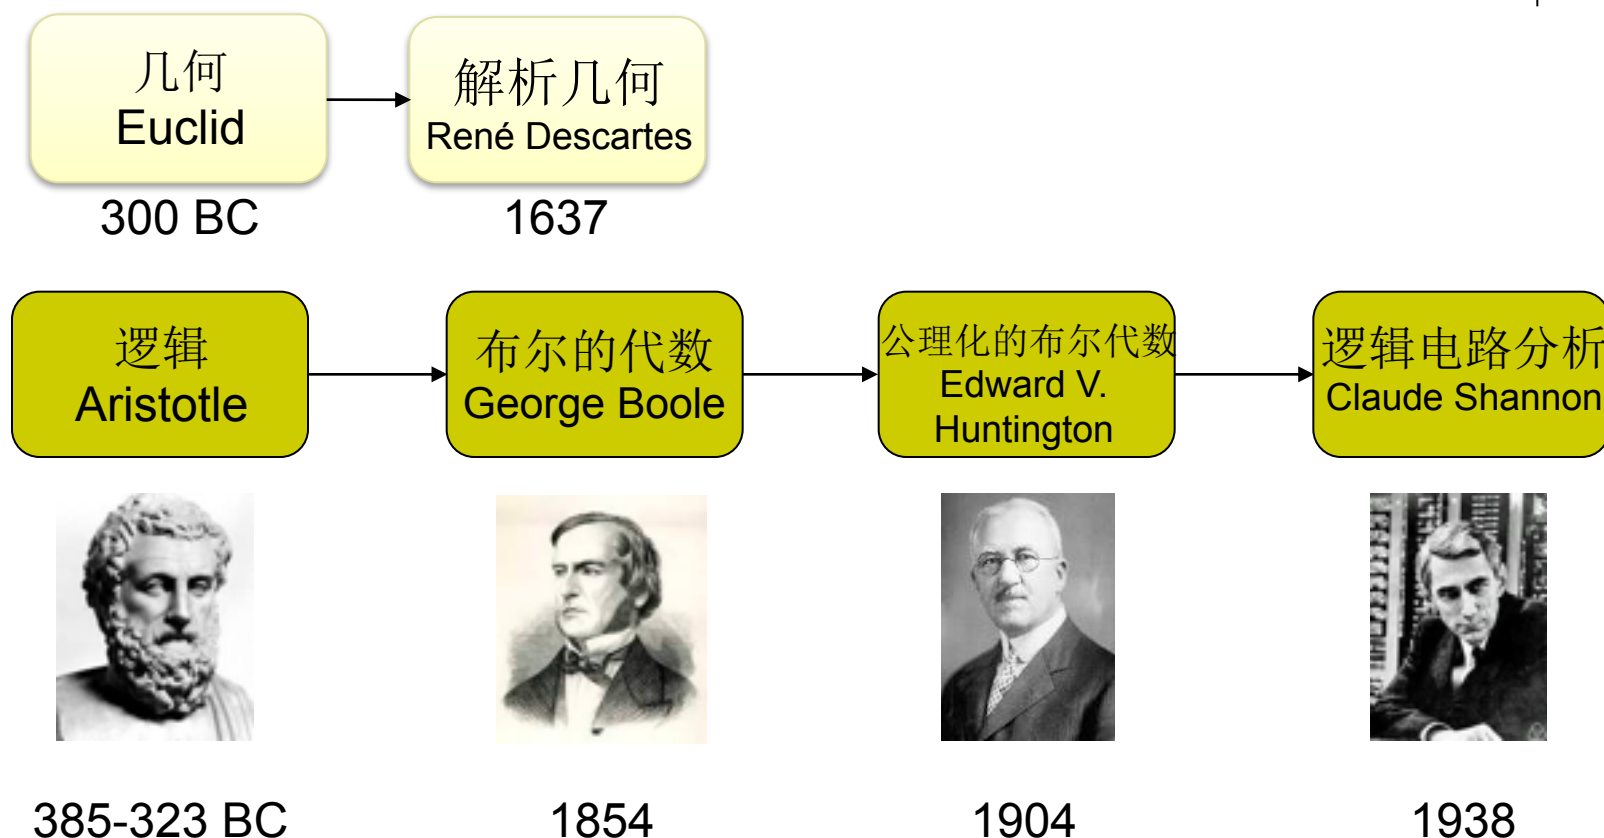 几何
Euclid
解析几何
René Descartes
300 BC
1637
逻辑
Aristotle
布尔的代数
George Boole
公理化的布尔代数
Edward V.
Huntington
逻辑电路分析
Claude Shannon
385-323 BC
1854
1904
1938